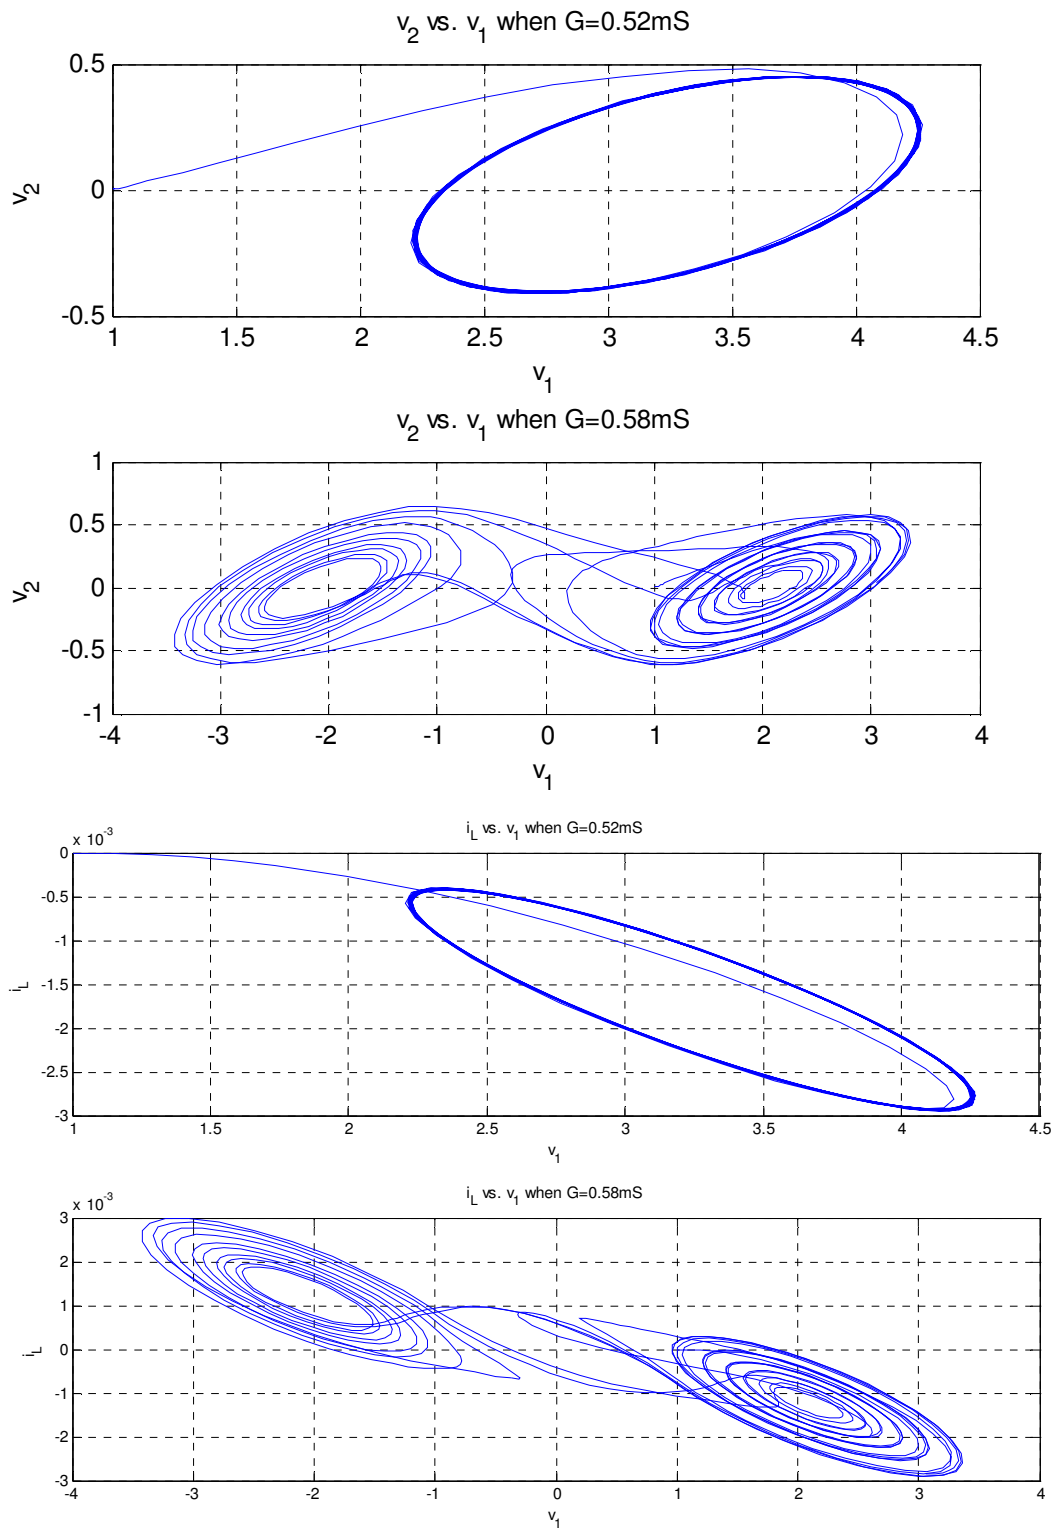 v2 vs. v1 when G=0.52mS
0.5
0
-0.5
v2
1 1.5 2 2.5 3 3.5 4 4.5
v1
v2 vs. v1 when G=0.58mS
1
0.5
0
-0.5
-1
v2
-4 -3 -2 -1 0 1 2 3 4
v1
iL vs. v1 when G=0.52mS
x 10-3
0
-0.5
-1
-1.5
-2
-2.5
-3
iL
1 1.5 2 2.5 3 3.5 4 4.5
v1
iL vs. v1 when G=0.58mS
x 10-3
3
2
1
0
-1
-2
-3
iL
-4 -3 -2 -1 0 1 2 3 4
v1